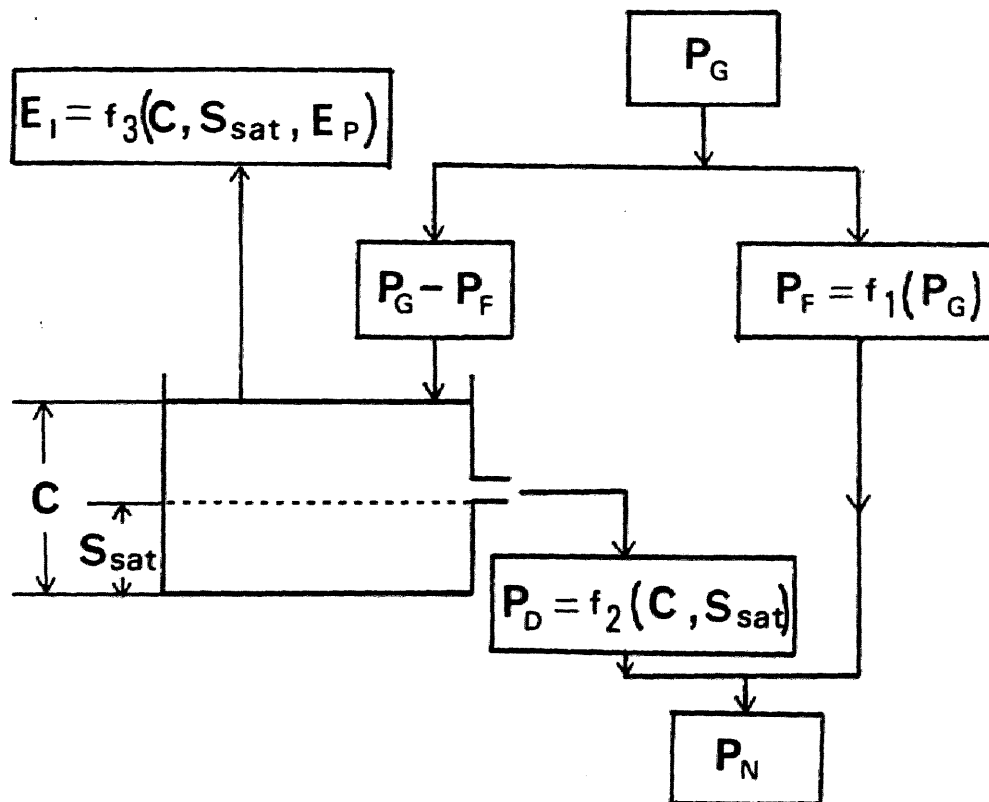 P_G
E_I = f_3(C, S_sat, E_P)
P_G − P_F
P_F = f_1(P_G)
C
S_sat
P_D = f_2(C, S_sat)
P_N